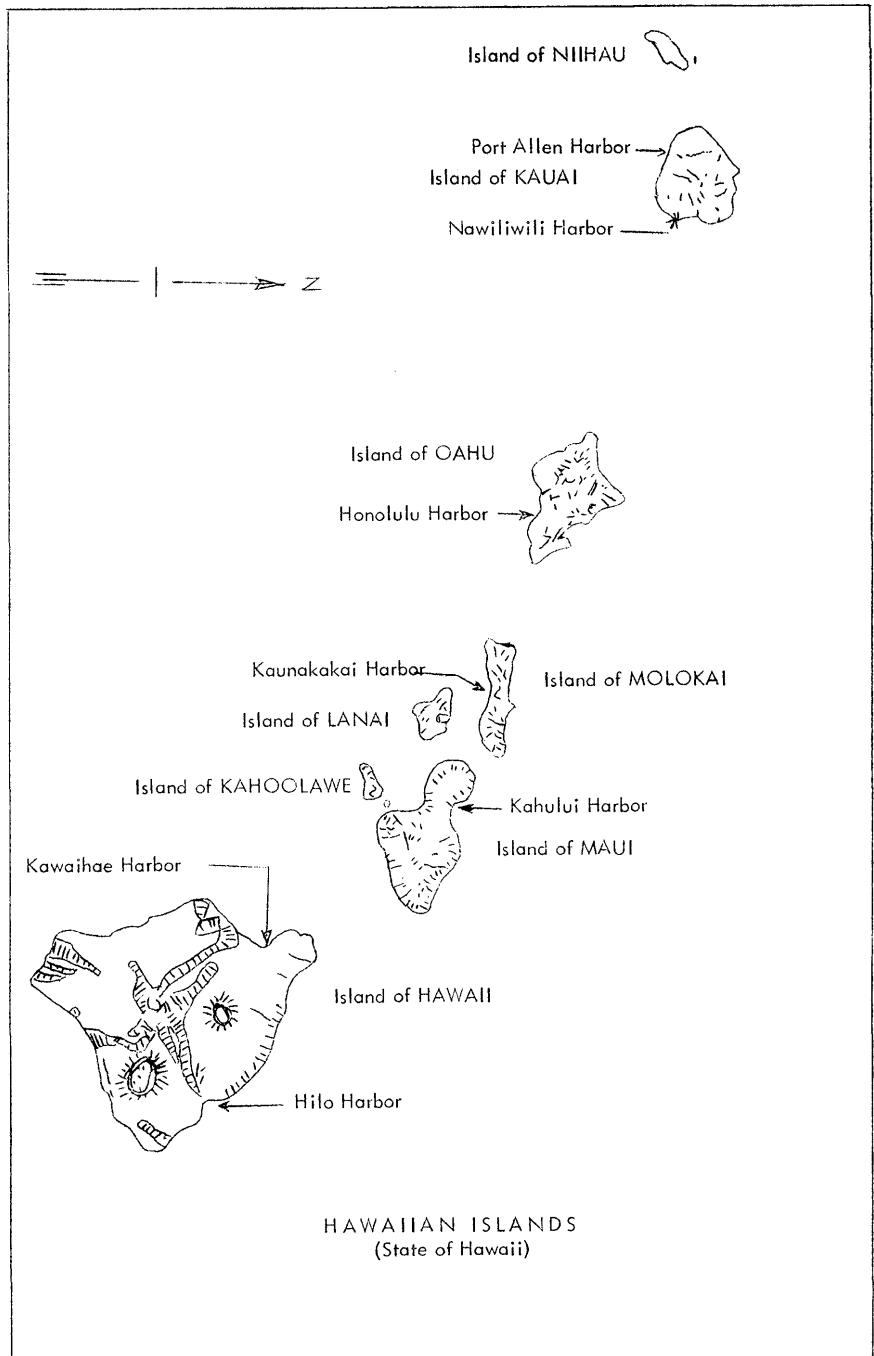 Island of NIIHAU
Port Allen Harbor
Island of KAUAI
Nawiliwili Harbor
N
Island of OAHU
Honolulu Harbor
Kaunakakai Harbor
Island of MOLOKAI
Island of LANAI
Island of KAHOOLAWE
Kahului Harbor
Island of MAUI
Kawaihae Harbor
Island of HAWAII
Hilo Harbor
HAWAIIAN ISLANDS
(State of Hawaii)